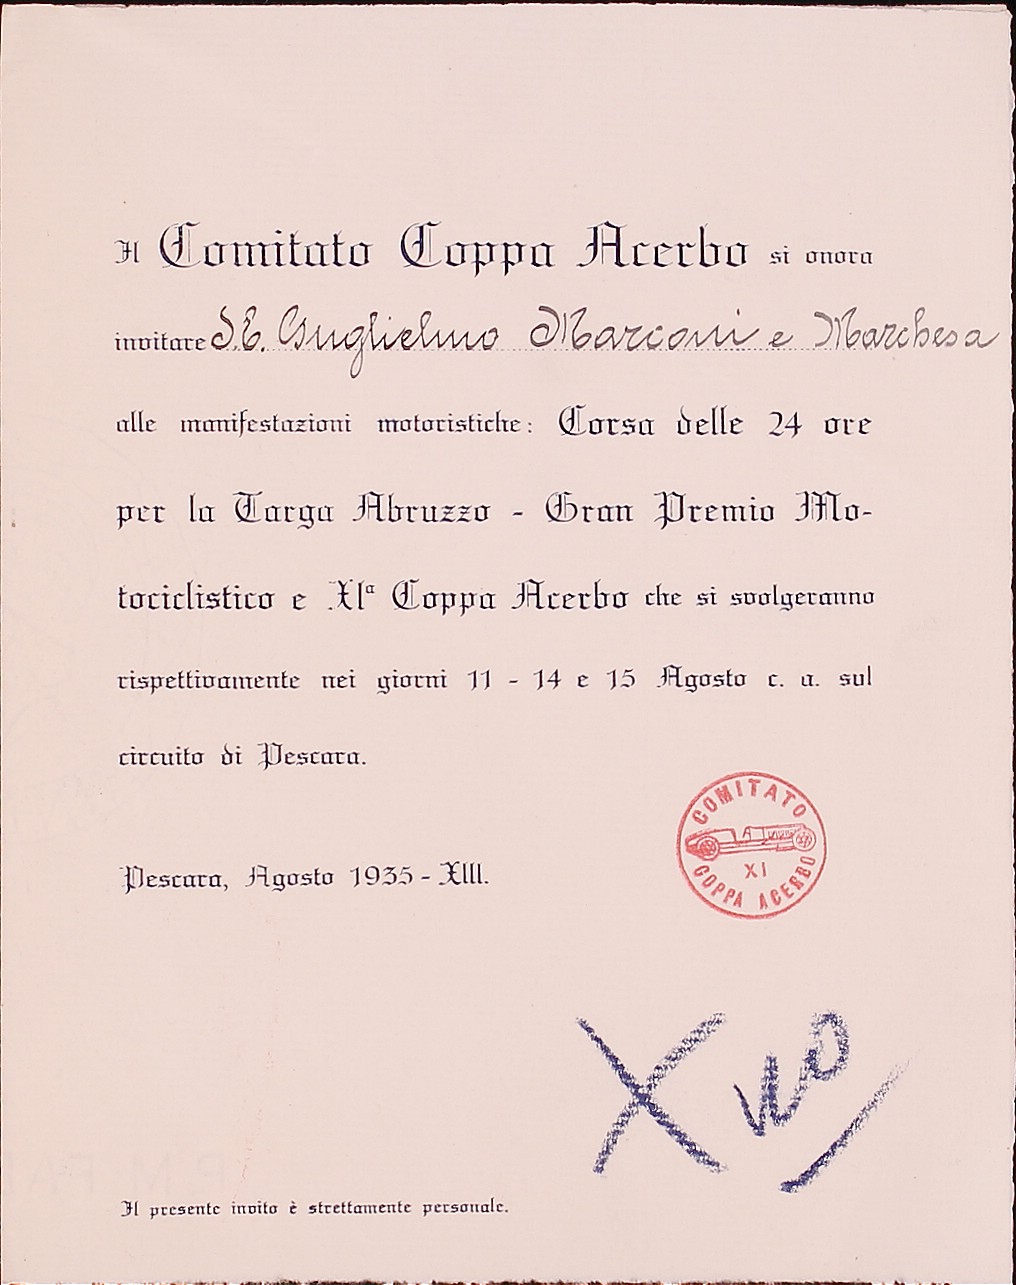 Il Comitato Coppa Acerbo si onora
invitare S.E. Guglielmo Marconi e Marchesa
alle manifestazioni motoristiche: Corsa delle 24 ore
per la Targa Abruzzo - Gran Premio Mo-
tociclistico e XIª Coppa Acerbo che si svolgeranno
rispettivamente nei giorni 11 - 14 e 15 Agosto c. a. sul
circuito di Pescara.
COMITATO
XI
COPPA ACERBO
Pescara, Agosto 1935 - XIII.
Il presente invito è strettamente personale.